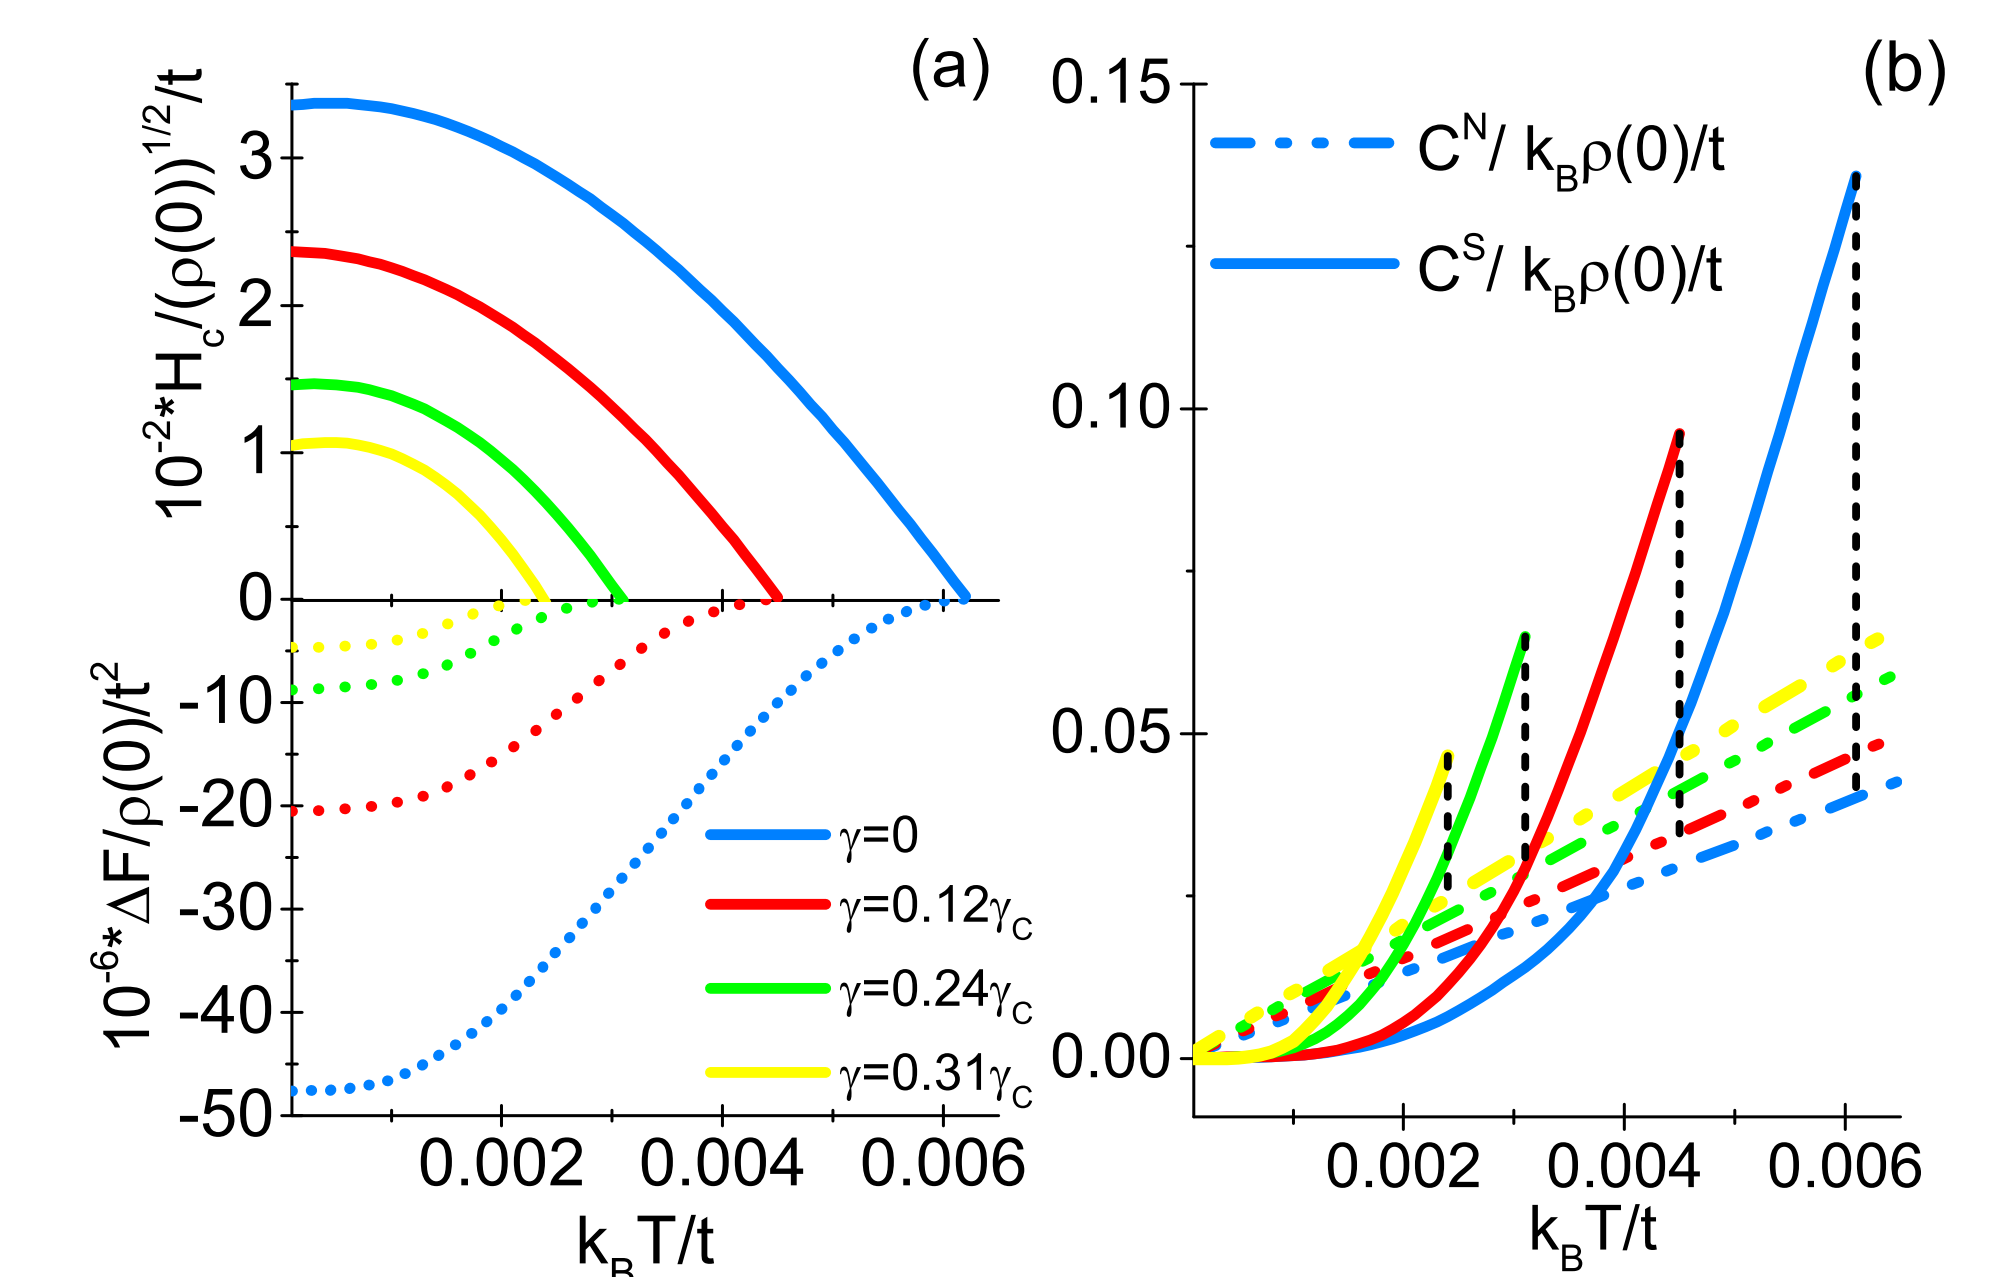 (a)
10^-2*H_c/(ρ(0))^1/2/t
3
2
1
0
10^-6*ΔF/ρ(0)/t^2
-10
-20
-30
-40
-50
γ=0
γ=0.12γ_C
γ=0.24γ_C
γ=0.31γ_C
0.002 0.004 0.006
k_BT/t
(b)
0.15
0.10
0.05
0.00
C^N/ k_Bρ(0)/t
C^S/ k_Bρ(0)/t
0.002 0.004 0.006
k_BT/t